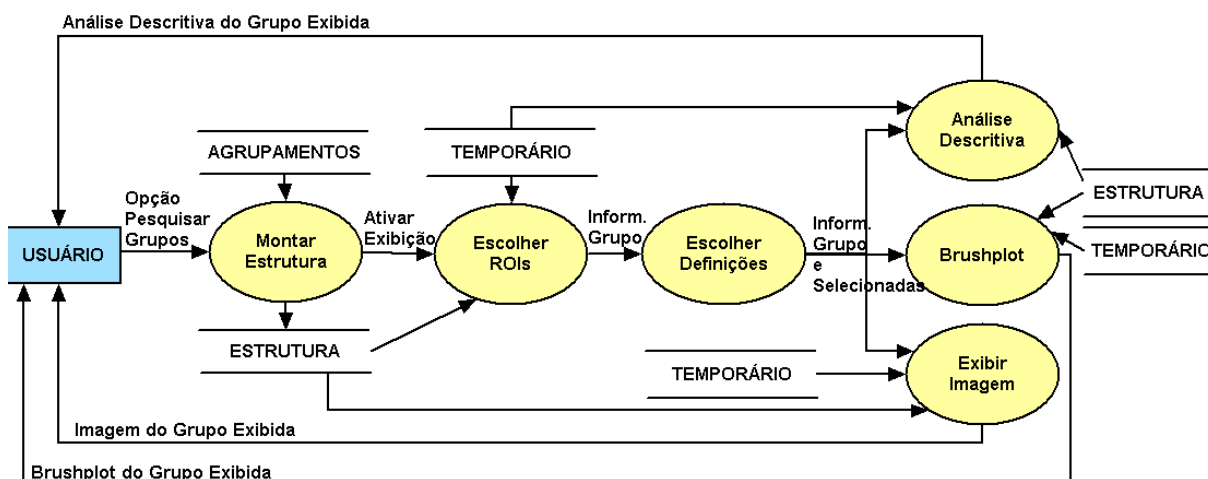 Análise Descritiva do Grupo Exibida
Análise
Descritiva
AGRUPAMENTOS
TEMPORÁRIO
ESTRUTURA
Opção
Pesquisar
Grupos
USUÁRIO
Montar
Estrutura
Ativar
Exibição
Escolher
ROIs
Inform.
Grupo
Escolher
Definições
Inform.
Grupo
e
Selecionadas
Brushplot
TEMPORÁRIO
ESTRUTURA
TEMPORÁRIO
Exibir
Imagem
Imagem do Grupo Exibida
Brushplot do Grupo Exibida